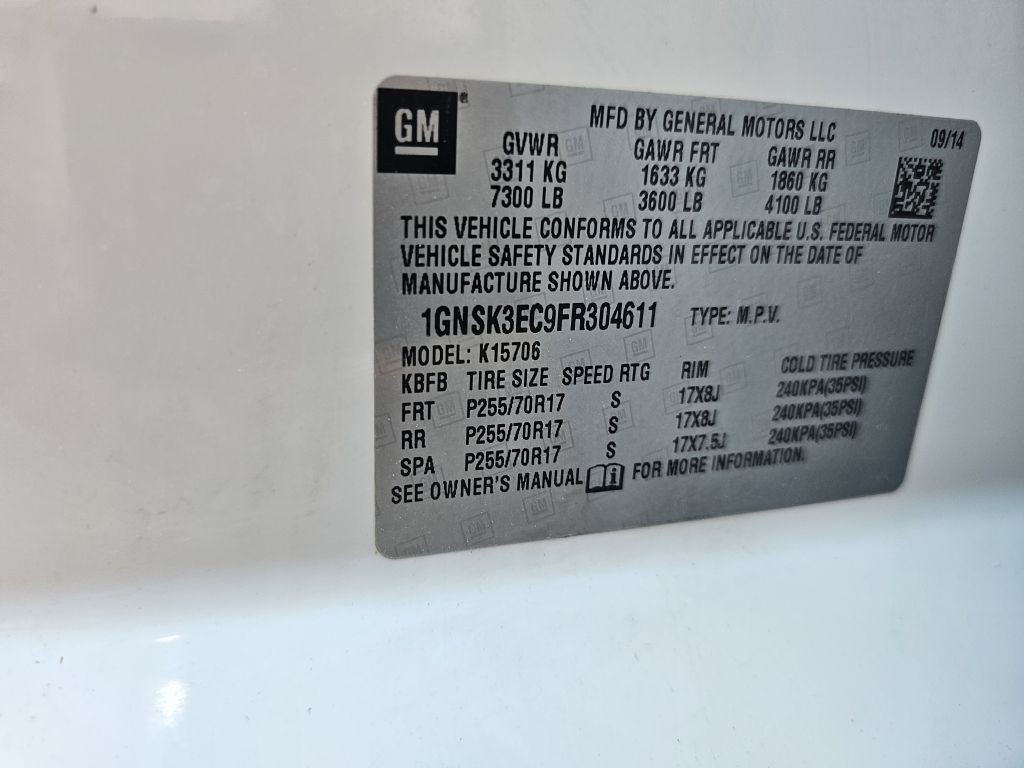 GM
MFD BY GENERAL MOTORS LLC
09/14
GVWR GAWR FRT GAWR RR
3311 KG 1633 KG 1860 KG
7300 LB 3600 LB 4100 LB
THIS VEHICLE CONFORMS TO ALL APPLICABLE U.S. FEDERAL MOTOR
VEHICLE SAFETY STANDARDS IN EFFECT ON THE DATE OF
MANUFACTURE SHOWN ABOVE.
1GNSK3EC9FR304611 TYPE: M.P.V.
MODEL: K15706
KBFB TIRE SIZE SPEED RTG RIM COLD TIRE PRESSURE
FRT P255/70R17 S 17X8J 240KPA(35PSI)
RR P255/70R17 S 17X8J 240KPA(35PSI)
SPA P255/70R17 S 17X7.5J 240KPA(35PSI)
SEE OWNER'S MANUAL i FOR MORE INFORMATION.